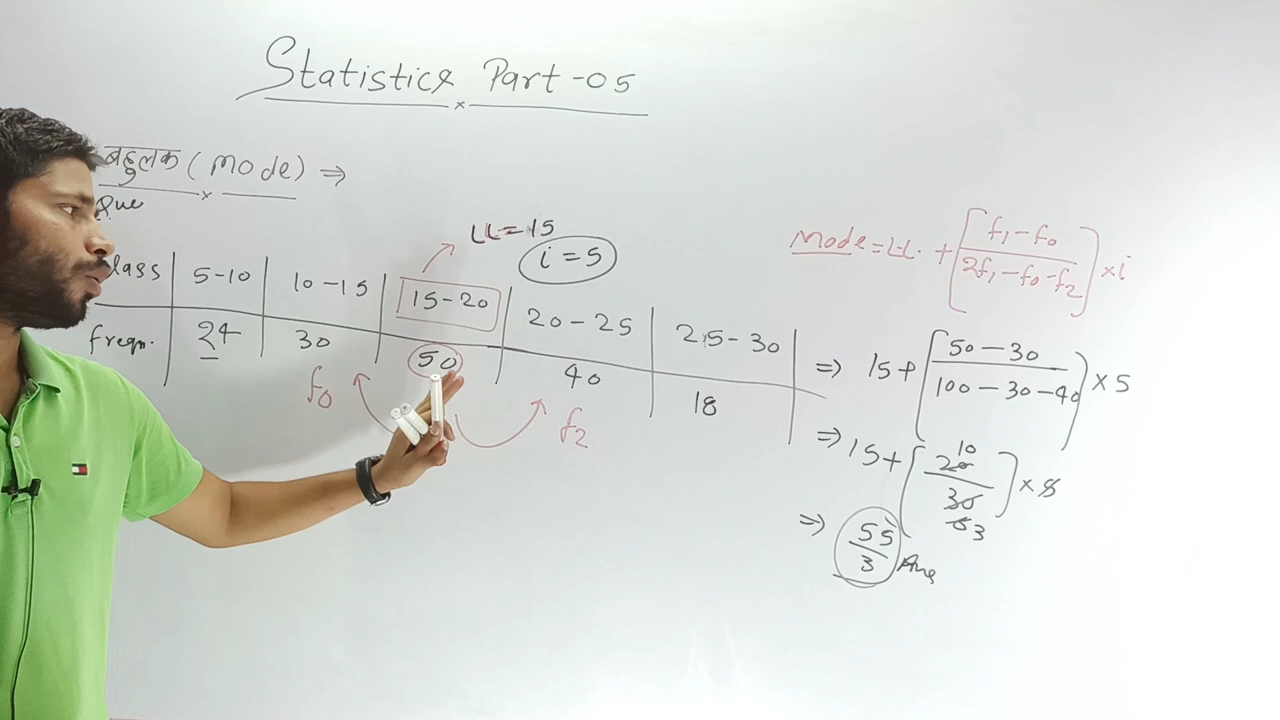 Statistics Part-05
बहुलक (Mode) ⇒
Que
LL=15
i=5
Class 5-10 10-15 15-20 20-25 25-30
freqn. 24 30 50 40 18
f₀ f₂
Mode=LL. + [f₁-f₀ / 2f₁-f₀-f₂] ×i
⇒ 15+ [50-30 / 100-30-40] ×5
⇒ 15+ [20 10 / 30 3] ×5
⇒ 55/3 Ans